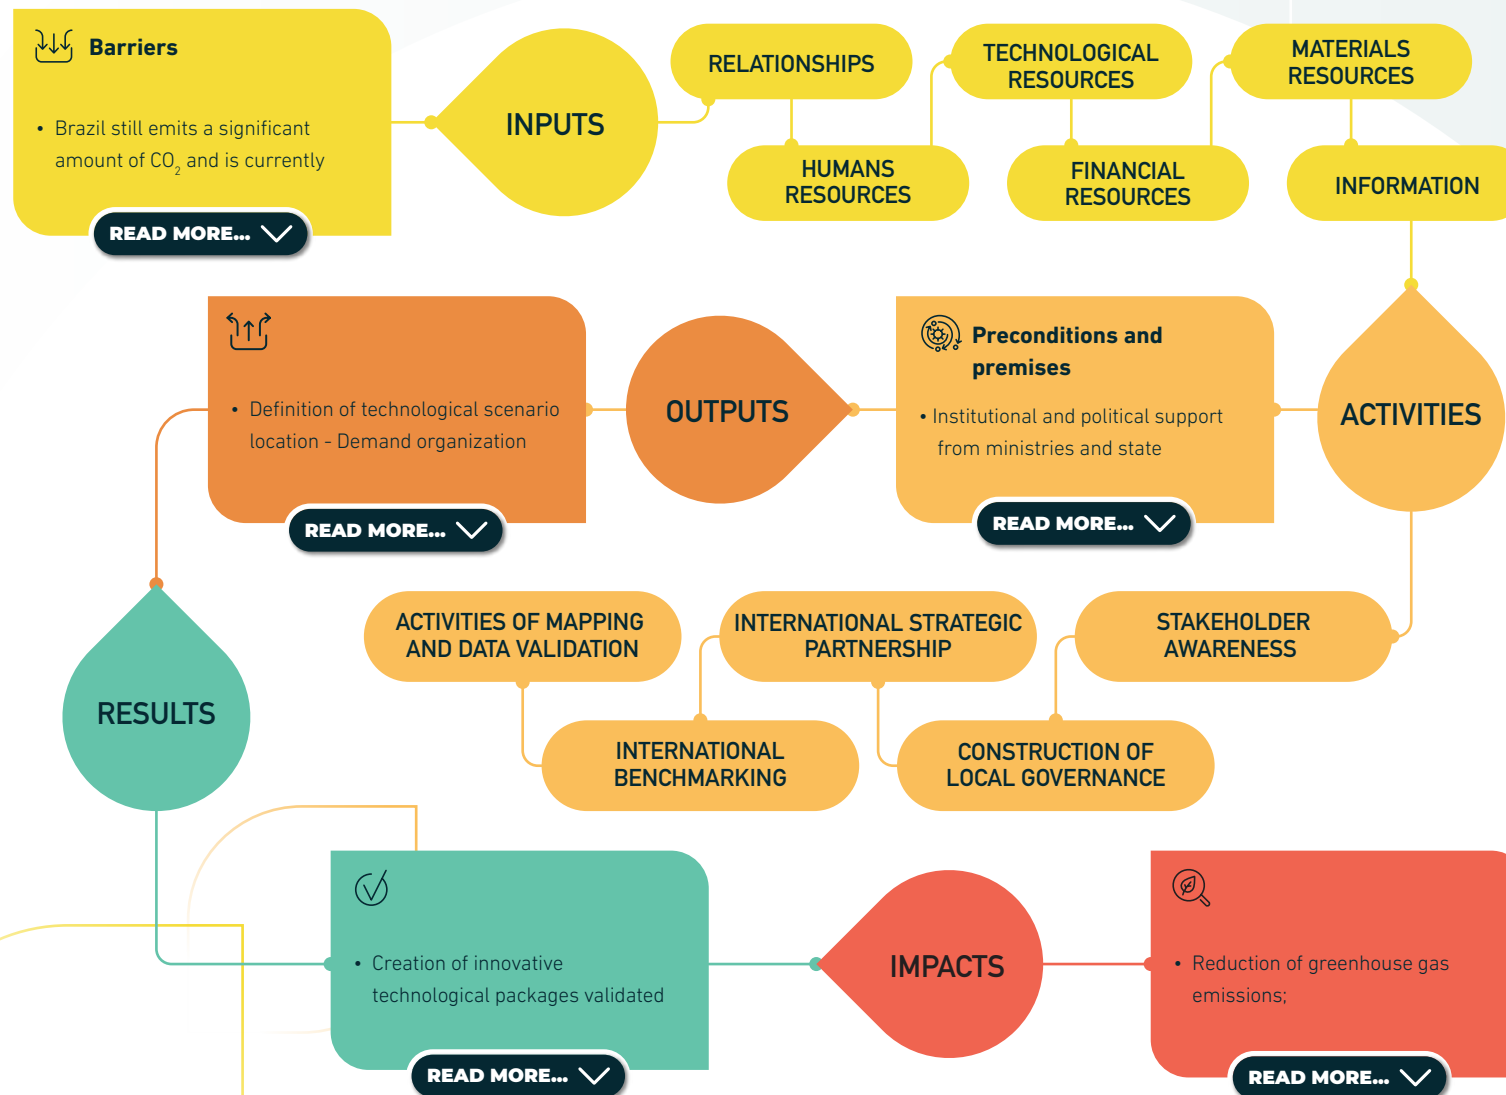 Barriers
• Brazil still emits a significant
amount of CO₂ and is currently
READ MORE...
INPUTS
RELATIONSHIPS
HUMANS
RESOURCES
TECHNOLOGICAL
RESOURCES
FINANCIAL
RESOURCES
MATERIALS
RESOURCES
INFORMATION
ACTIVITIES
Preconditions and
premises
• Institutional and political support
from ministries and state
READ MORE...
OUTPUTS
• Definition of technological scenario
location - Demand organization
READ MORE...
STAKEHOLDER
AWARENESS
CONSTRUCTION OF
LOCAL GOVERNANCE
INTERNATIONAL STRATEGIC
PARTNERSHIP
INTERNATIONAL
BENCHMARKING
ACTIVITIES OF MAPPING
AND DATA VALIDATION
RESULTS
• Creation of innovative
technological packages validated
READ MORE...
IMPACTS
• Reduction of greenhouse gas
emissions;
READ MORE...